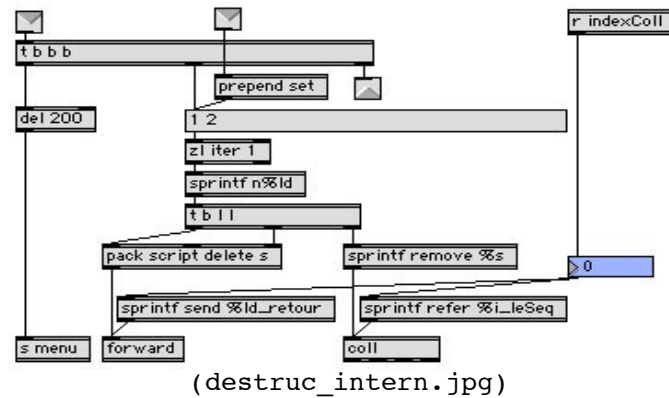 r indexColl
t b b b
prepend set
del 200
1 2
zl iter 1
sprintf n%ld
t b l l
pack script delete s
sprintf remove %s
0
sprintf send %ld_retour
sprintf refer %i_leSeq
s menu
forward
coll
(destruc_intern.jpg)